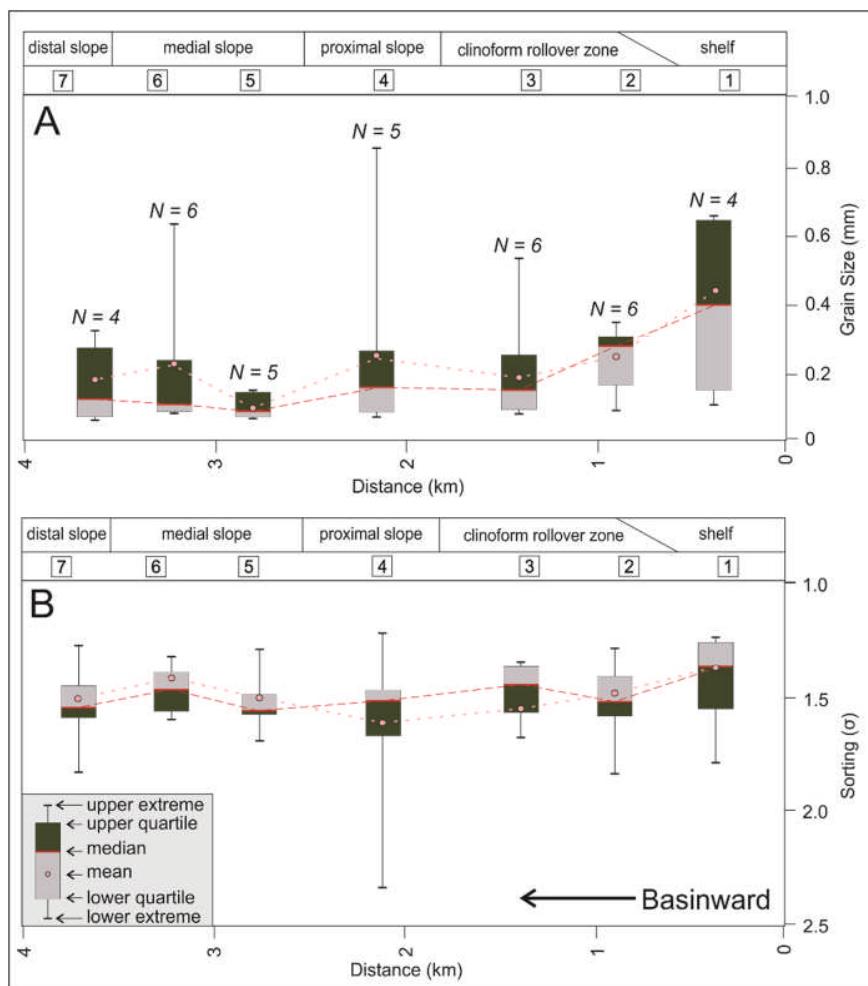 distal slope medial slope proximal slope clinoform rollover zone shelf
7 6 5 4 3 2 1
A
N = 4
N = 6
N = 5
N = 5
N = 6
N = 6
N = 4
1.0
0.8
0.6
0.4
0.2
0
Grain Size (mm)
4 3 2 1 0
Distance (km)
distal slope medial slope proximal slope clinoform rollover zone shelf
7 6 5 4 3 2 1
B
1.0
1.5
2.0
2.5
Sorting (σ)
upper extreme
upper quartile
median
mean
lower quartile
lower extreme
Basinward
4 3 2 1 0
Distance (km)